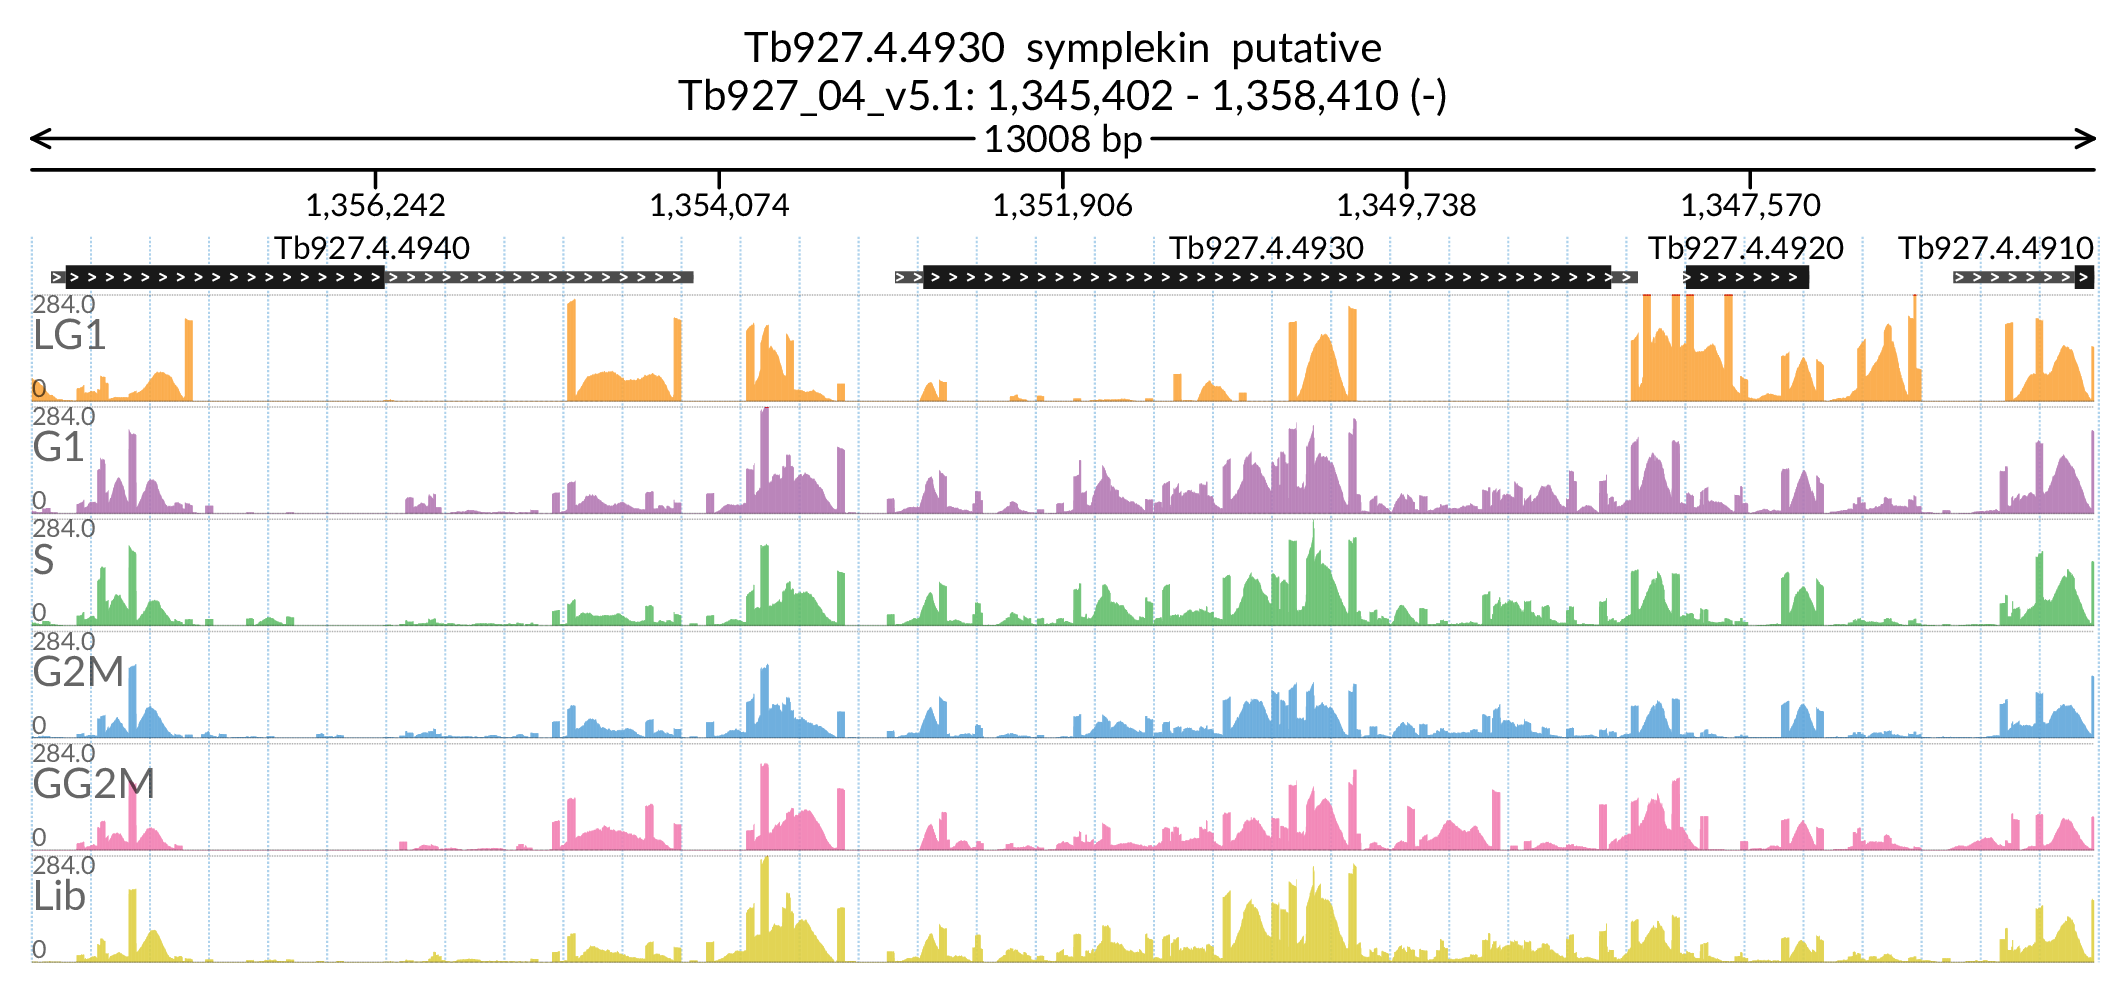 Tb927.4.4930 symplekin putative
Tb927_04_v5.1: 1,345,402 - 1,358,410 (-)
13008 bp
1,356,242 1,354,074 1,351,906 1,349,738 1,347,570
Tb927.4.4940 Tb927.4.4930 Tb927.4.4920 Tb927.4.4910
284.0
LG1
0
284.0
G1
0
284.0
S
0
284.0
G2M
0
284.0
GG2M
0
284.0
Lib
0